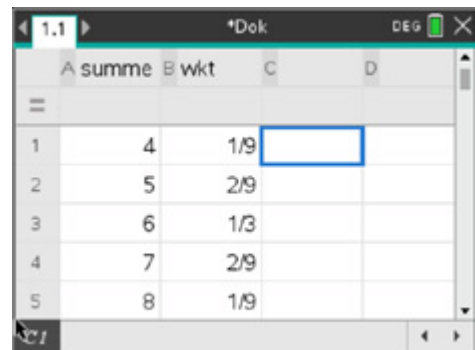 1.1 *Dok DEG
A summe B wkt C D
=
1 4 1/9
2 5 2/9
3 6 1/3
4 7 2/9
5 8 1/9
C1